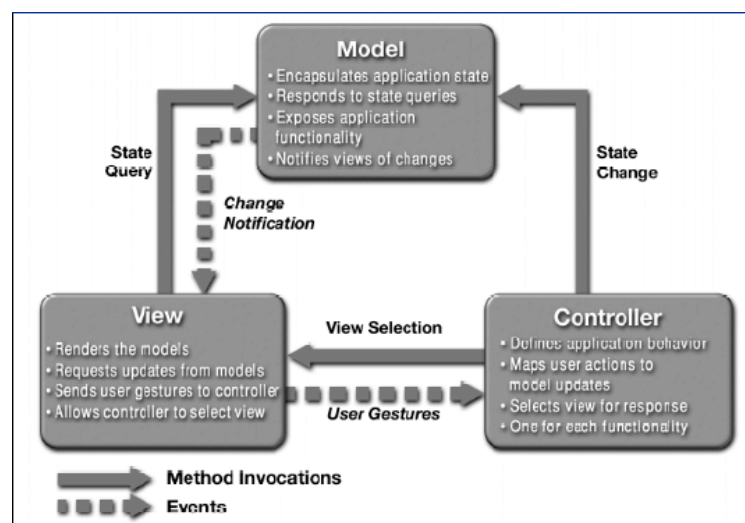 Model
• Encapsulates application state
• Responds to state queries
• Exposes application
functionality
• Notifies views of changes
State
Query
Change
Notification
State
Change
View
• Renders the models
• Requests updates from models
• Sends user gestures to controller
• Allows controller to select view
View Selection
User Gestures
Controller
• Defines application behavior
• Maps user actions to
model updates
• Selects view for response
• One for each functionality
Method Invocations
Events